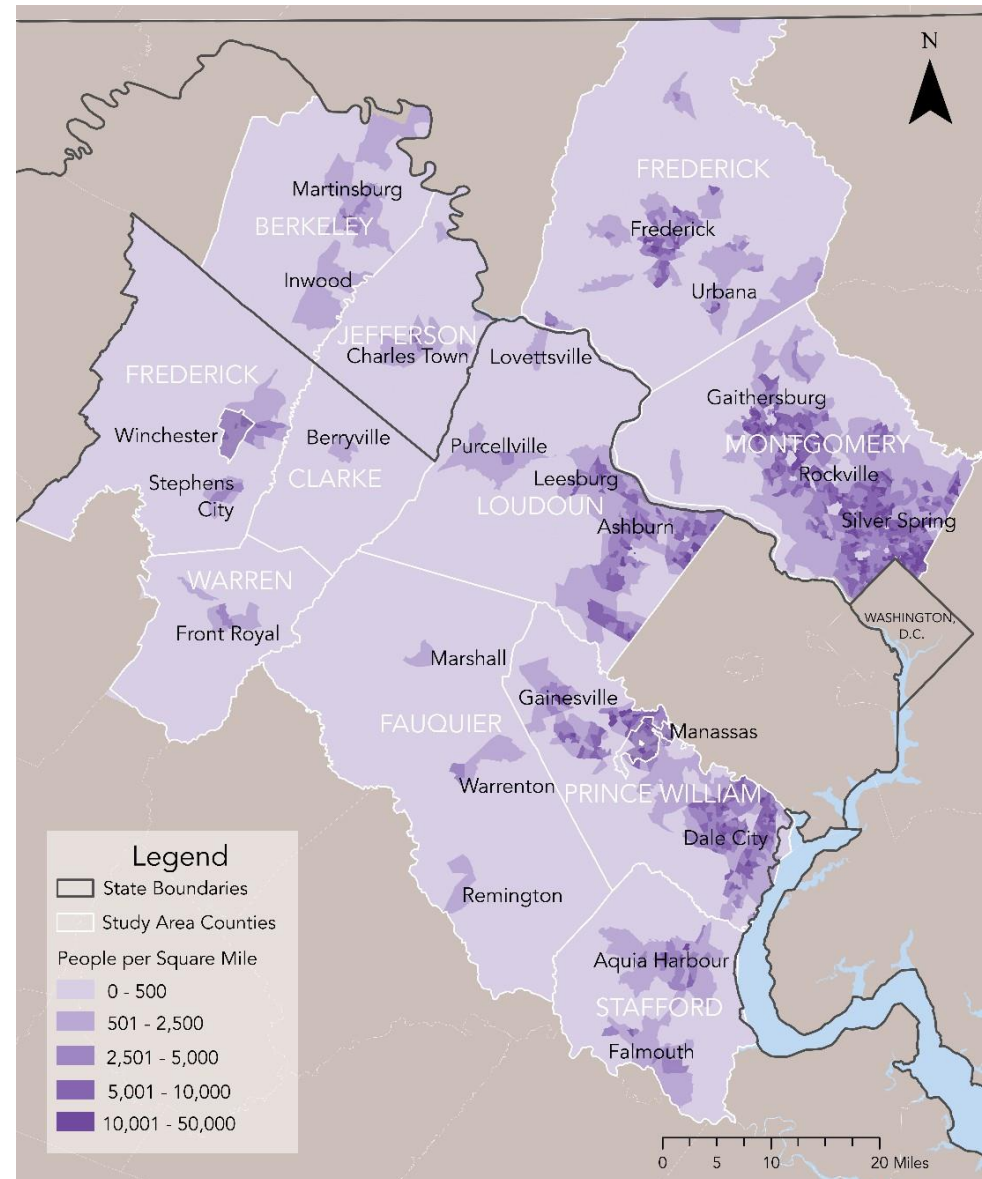 N
FREDERICK
Martinsburg
BERKELEY
Frederick
Inwood
Urbana
JEFFERSON
Charles Town
Lovettsville
FREDERICK
Gaithersburg
Winchester
Berryville
Purcellville
MONTGOMERY
Rockville
Stephens
City
CLARKE
Leesburg
LOUDOUN
Ashburn
Silver Spring
WARREN
Front Royal
WASHINGTON,
D.C.
Marshall
Gainesville
FAUQUIER
Manassas
Warrenton
PRINCE WILLIAM
Dale City
Remington
Aquia Harbour
STAFFORD
Falmouth
Legend
State Boundaries
Study Area Counties
People per Square Mile
0 - 500
501 - 2,500
2,501 - 5,000
5,001 - 10,000
10,001 - 50,000
0 5 10 20 Miles